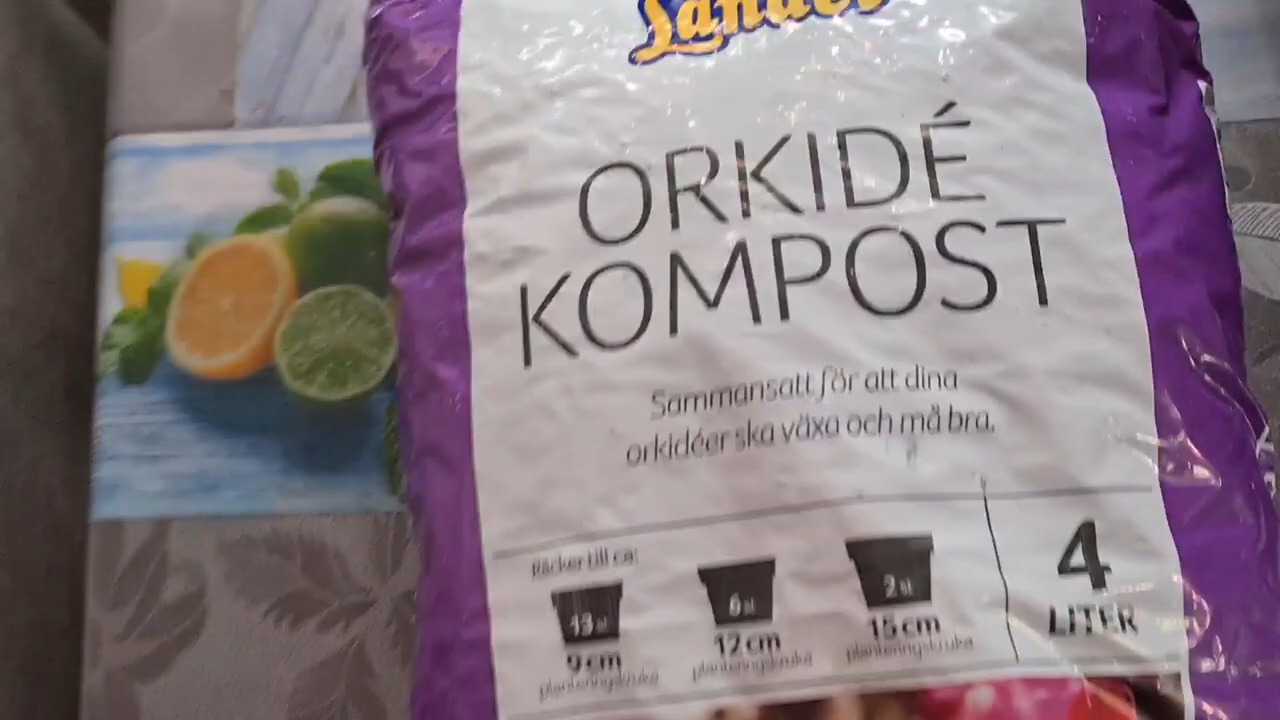 ORKIDÉ
KOMPOST
Sammansatt för att dina
orkidéer ska växa och må bra.
Räcker till ca:
13 st
6 st
2 st
9 cm
12 cm
15 cm
planteringskruka
planteringskruka
planteringskruka
4
LITER